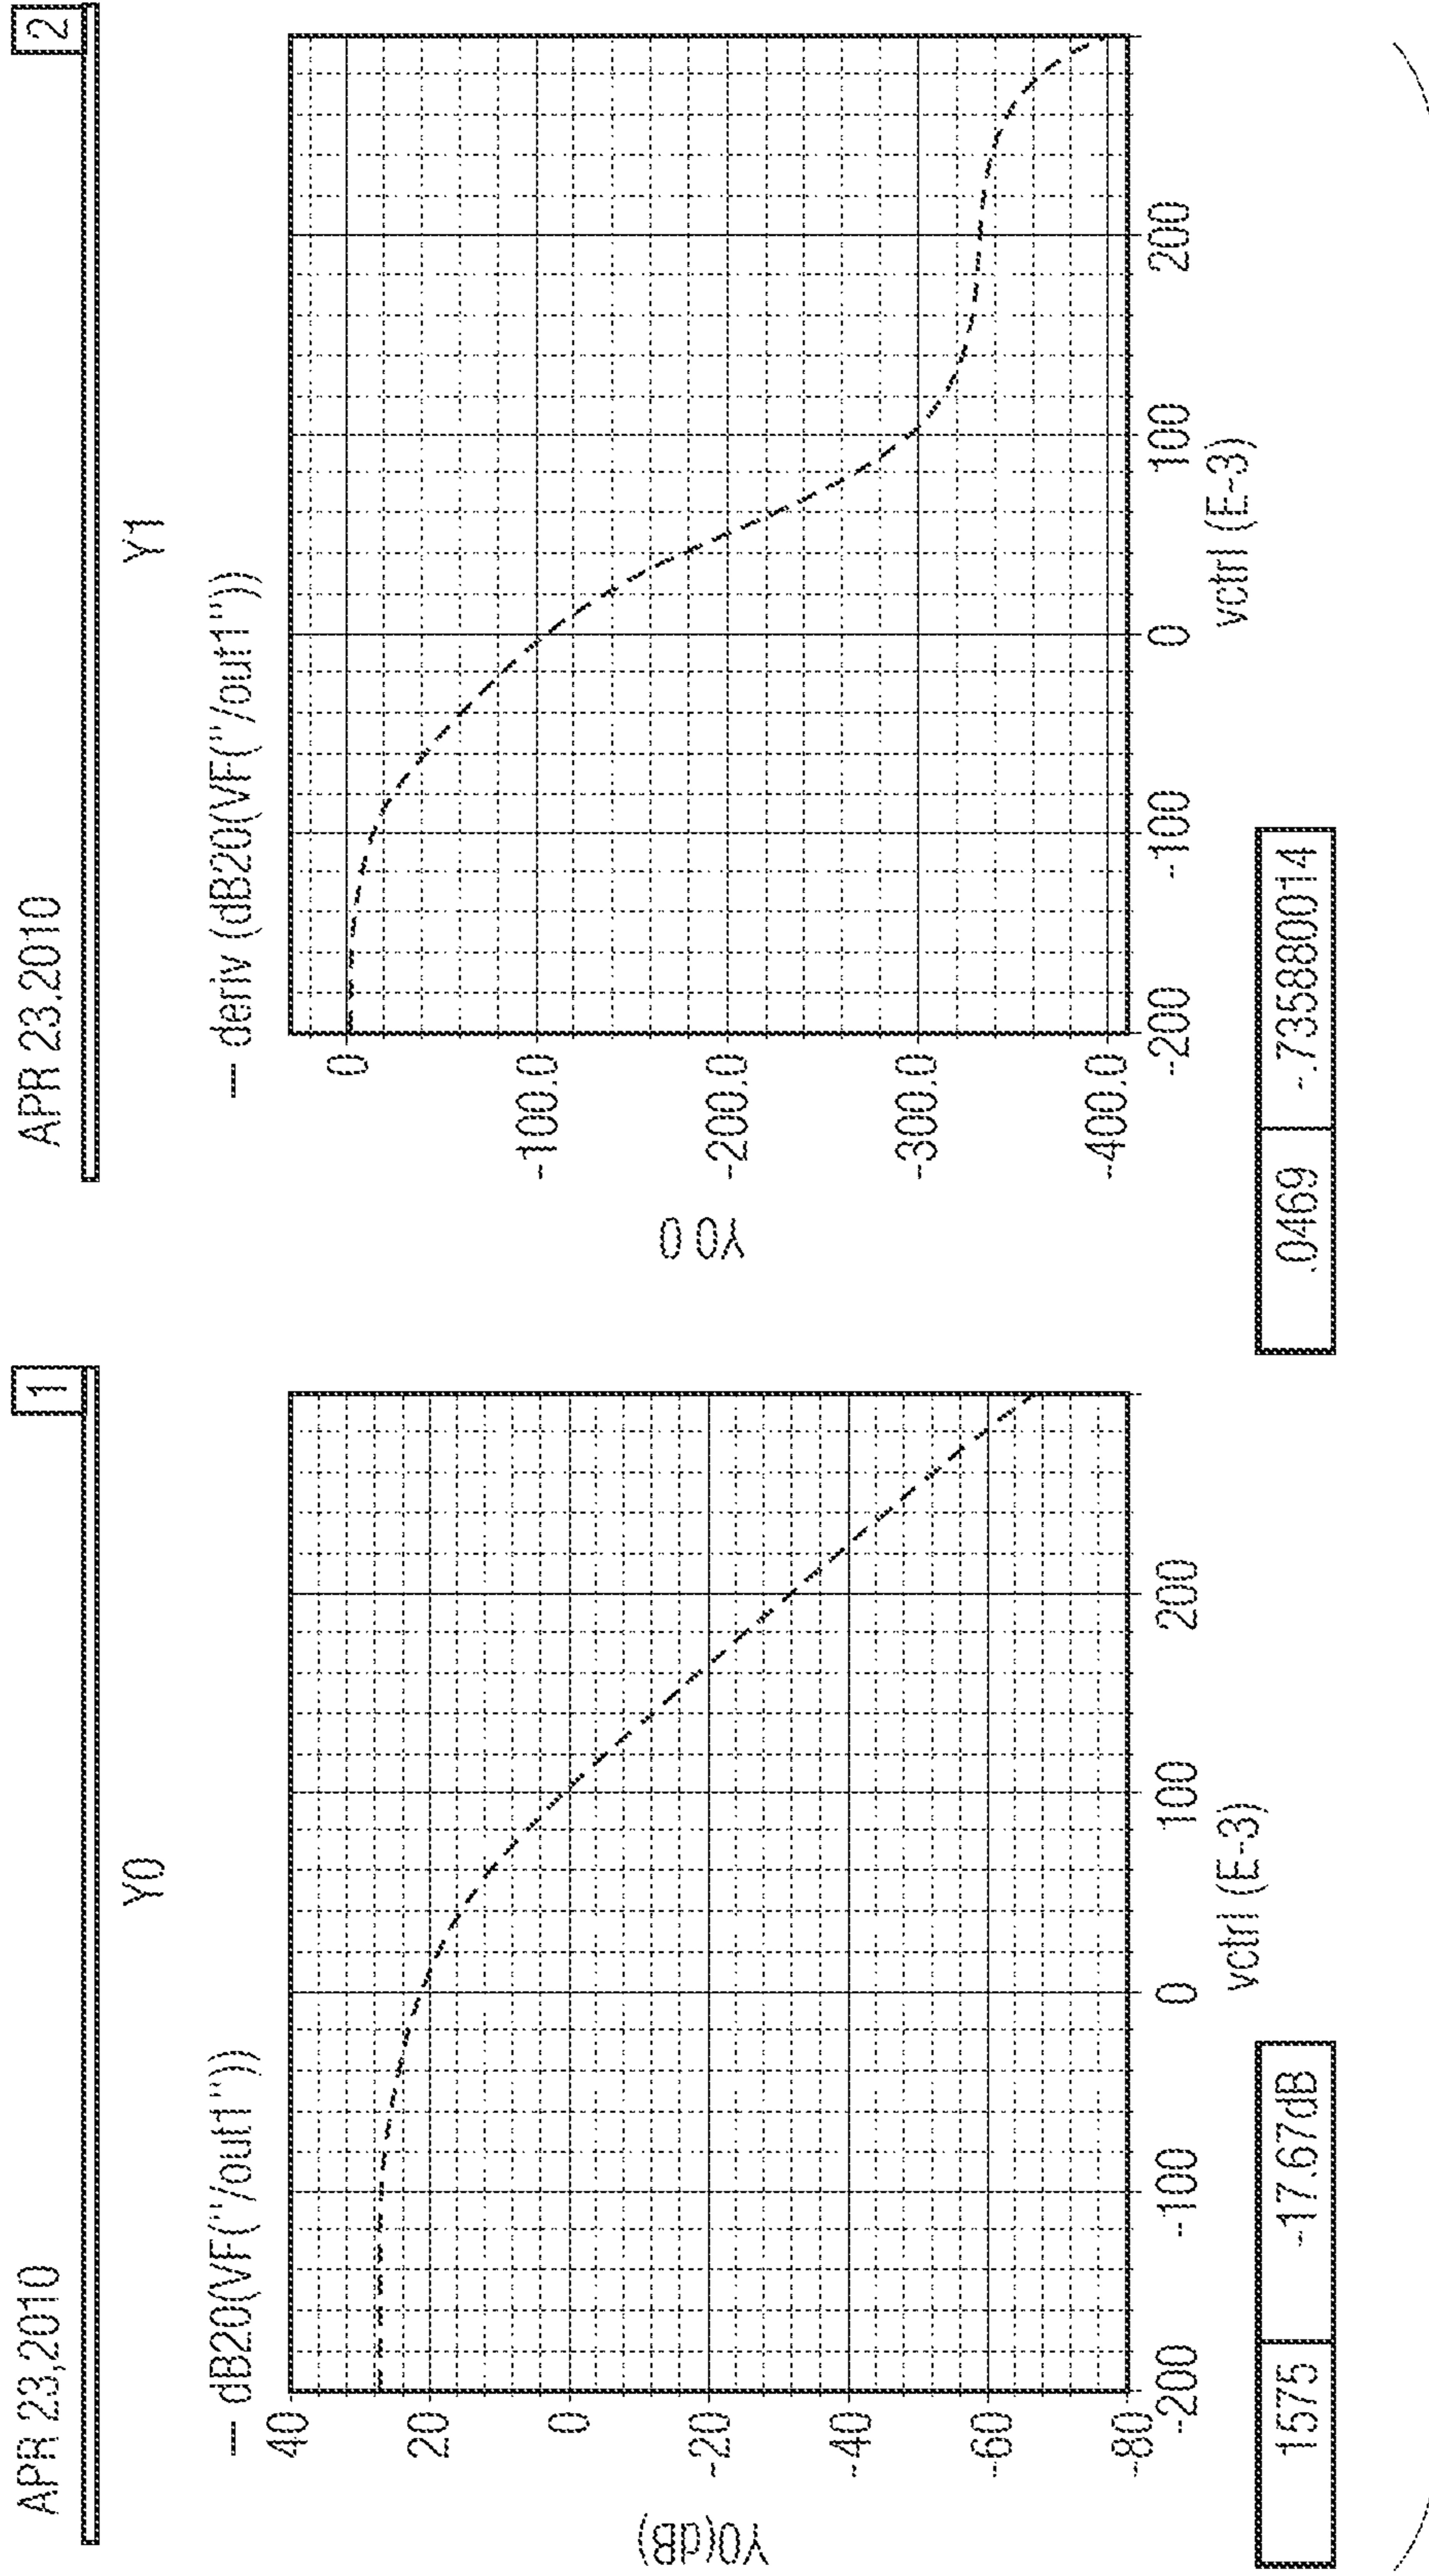 APR 23,2010
1
Y0
-- dB20(VF("/out1"))
40
20
0
-20
-40
-60
-80
Y0(dB)
-200
-100
0
100
200
vctrl (E-3)
1575
-17.67dB
APR 23.2010
2
Y1
-- deriv (dB20(VF("/out1"))
0
-100.0
-200.0
-300.0
-400.0
Y0 0
-200
-100
0
100
200
vctrl (E-3)
.0469
-.735880014